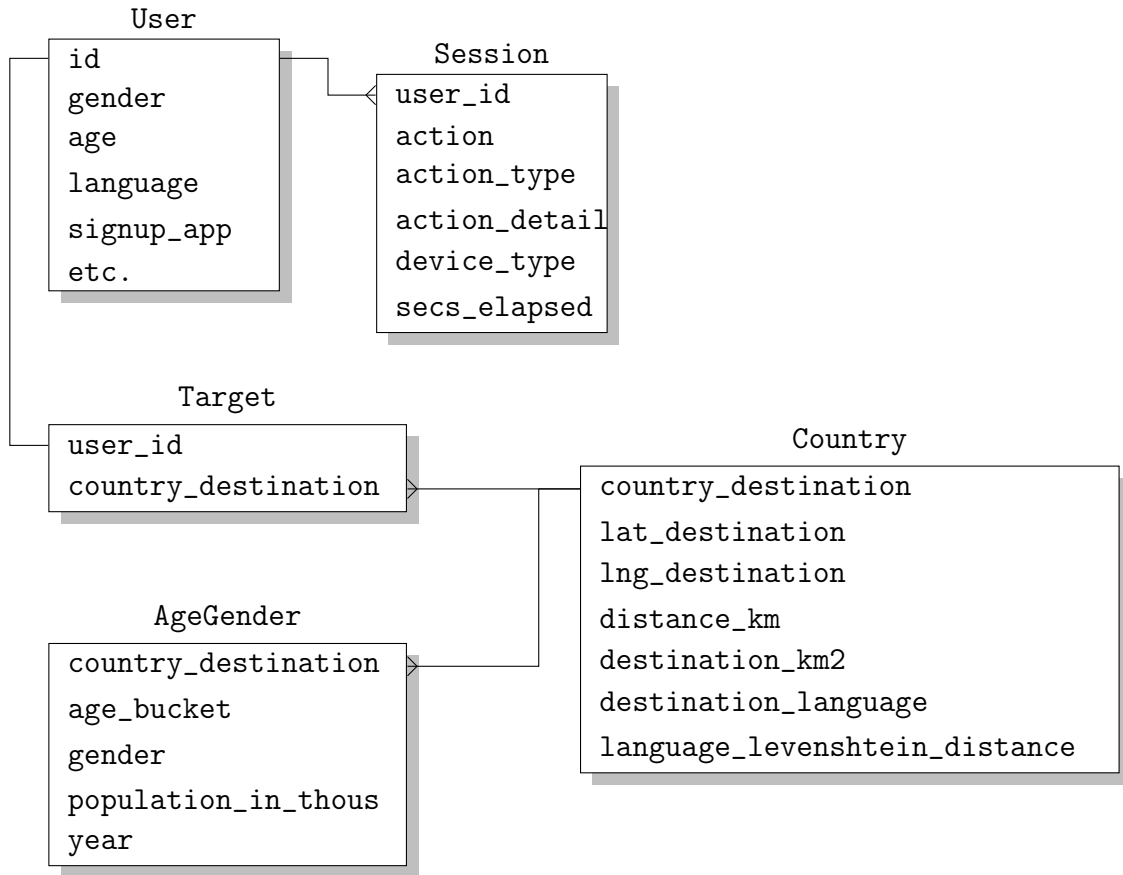 User
id
gender
age
language
signup_app
etc.
Session
user_id
action
action_type
action_detail
device_type
secs_elapsed
Target
user_id
country_destination
Country
country_destination
lat_destination
lng_destination
distance_km
destination_km2
destination_language
language_levenshtein_distance
AgeGender
country_destination
age_bucket
gender
population_in_thous
year